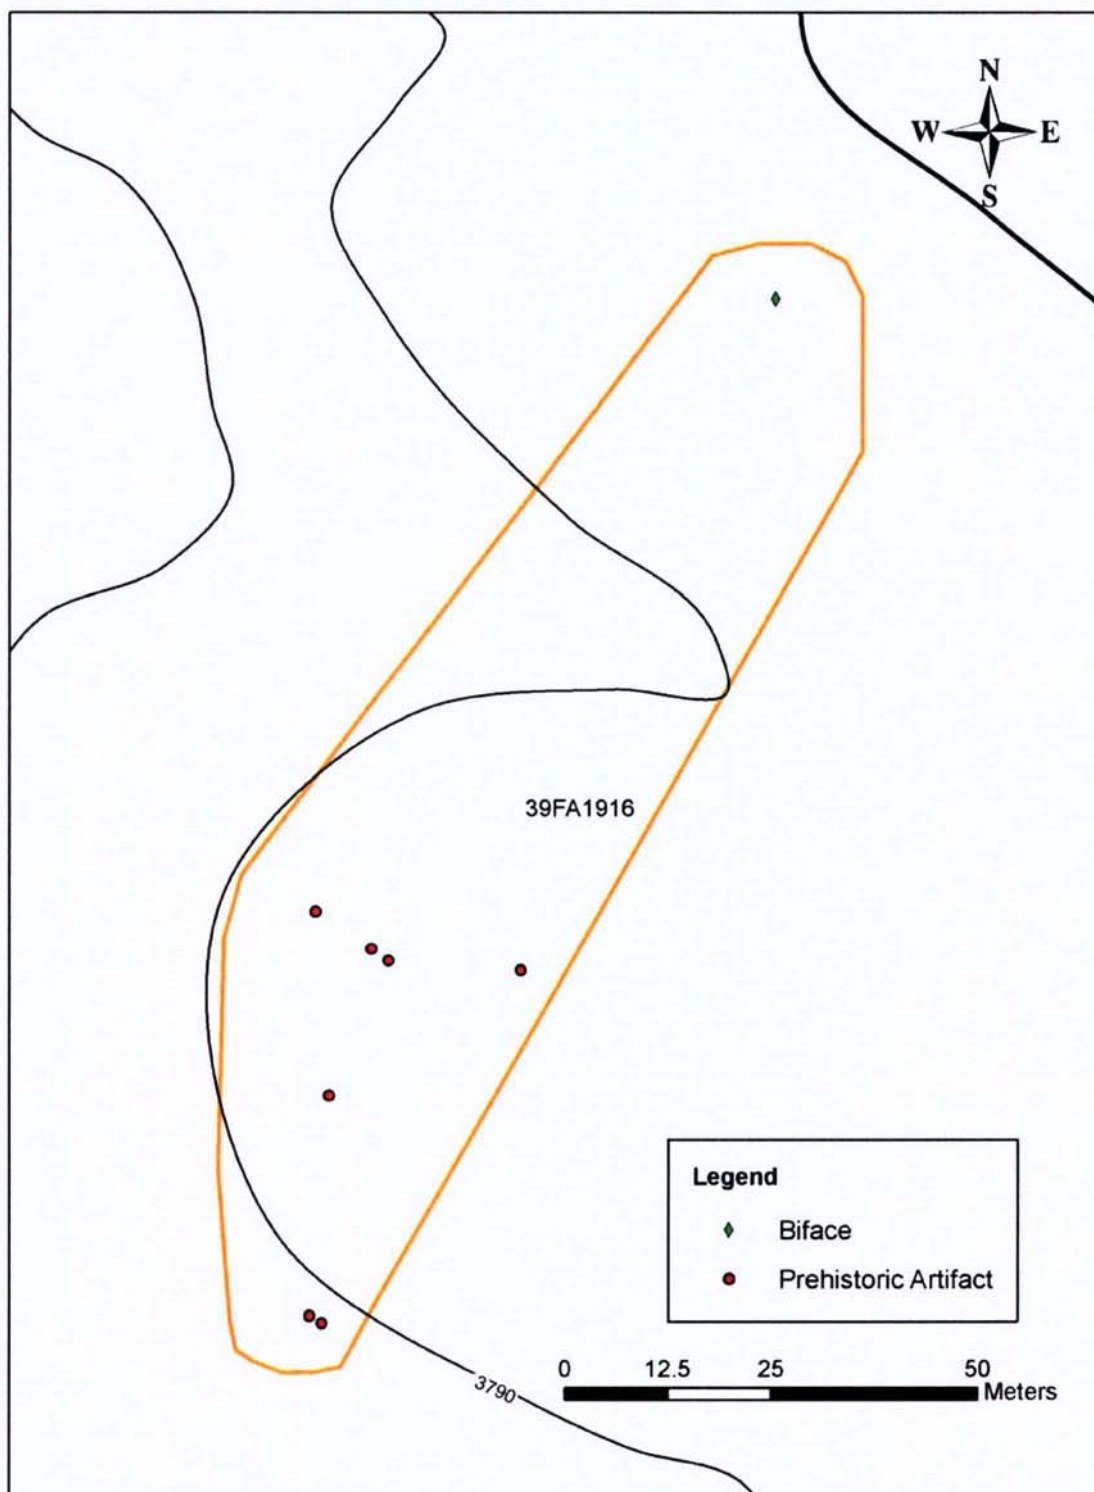 N
W E
S
39FA1916
Legend
Biface
Prehistoric Artifact
0 12.5 25 50
Meters
3790